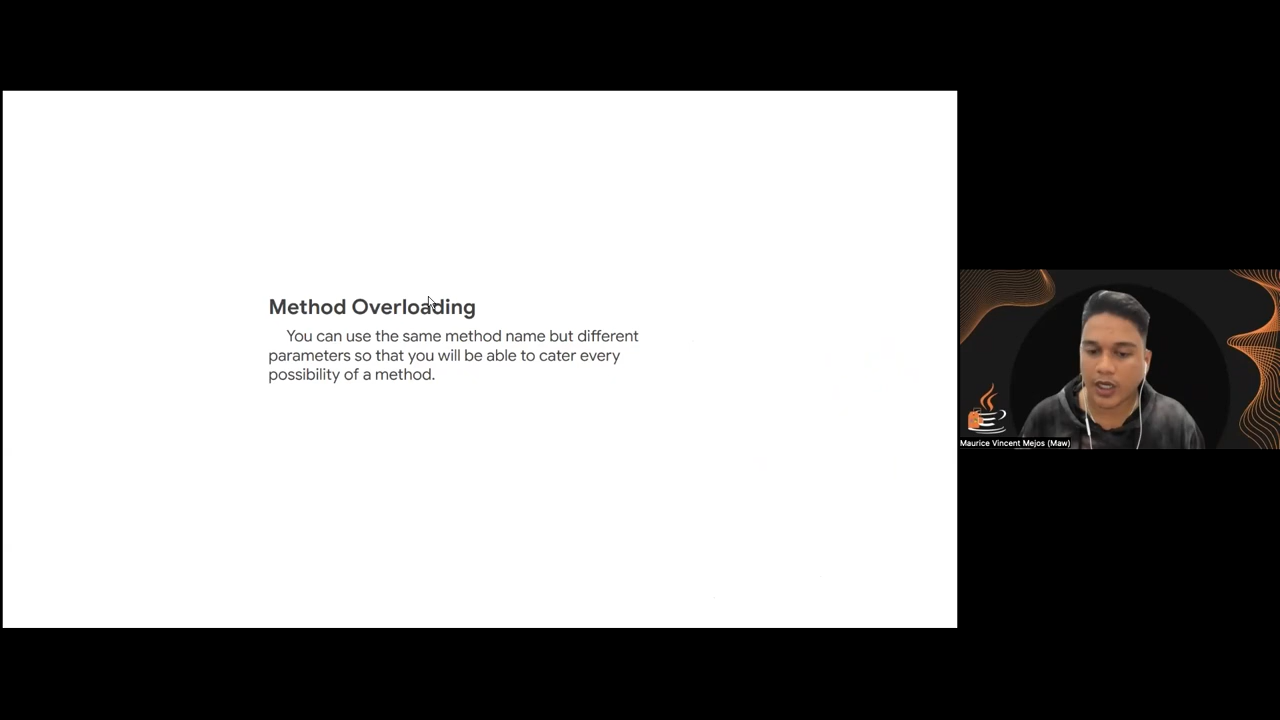 Method Overloading
You can use the same method name but different
parameters so that you will be able to cater every
possibility of a method.
Maurice Vincent Mejos (Maw)